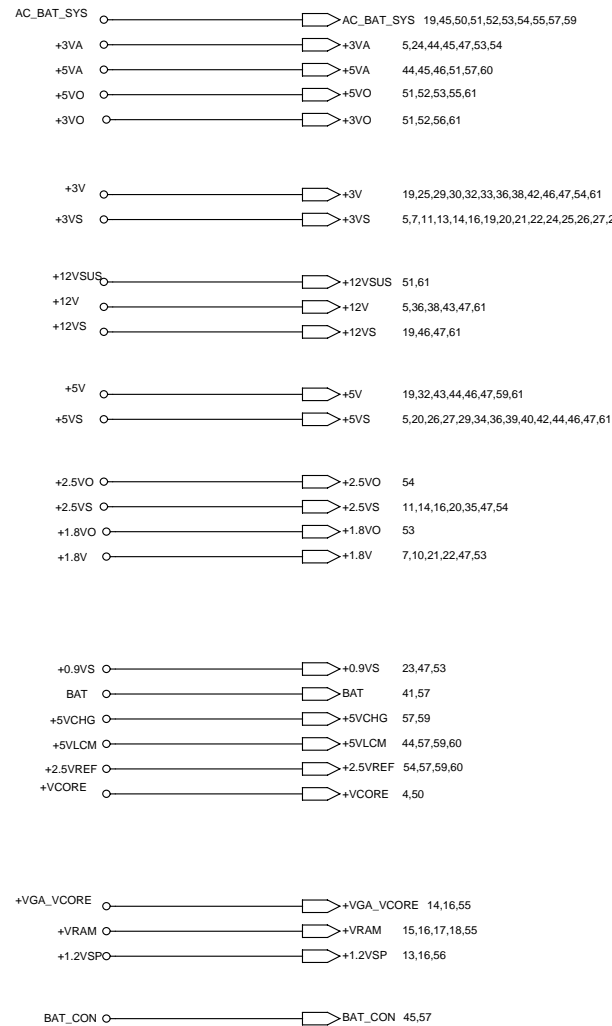 AC_BAT_SYS AC_BAT_SYS 19,45,50,51,52,53,54,55,57,59
+3VA +3VA 5,24,44,45,47,53,54
+5VA +5VA 44,45,46,51,57,60
+5VO +5VO 51,52,53,55,61
+3VO +3VO 51,52,56,61
+3V +3V 19,25,29,30,32,33,36,38,42,46,47,54,61
+3VS +3VS 5,7,11,13,14,16,19,20,21,22,24,25,26,27,2
+12VSUS +12VSUS 51,61
+12V +12V 5,36,38,43,47,61
+12VS +12VS 19,46,47,61
+5V +5V 19,32,43,44,46,47,59,61
+5VS +5VS 5,20,26,27,29,34,36,39,40,42,44,46,47,61
+2.5VO +2.5VO 54
+2.5VS +2.5VS 11,14,16,20,35,47,54
+1.8VO +1.8VO 53
+1.8V +1.8V 7,10,21,22,47,53
+0.9VS +0.9VS 23,47,53
BAT BAT 41,57
+5VCHG +5VCHG 57,59
+5VLCM +5VLCM 44,57,59,60
+2.5VREF +2.5VREF 54,57,59,60
+VCORE +VCORE 4,50
+VGA_VCORE +VGA_VCORE 14,16,55
+VRAM +VRAM 15,16,17,18,55
+1.2VSP +1.2VSP 13,16,56
BAT_CON BAT_CON 45,57